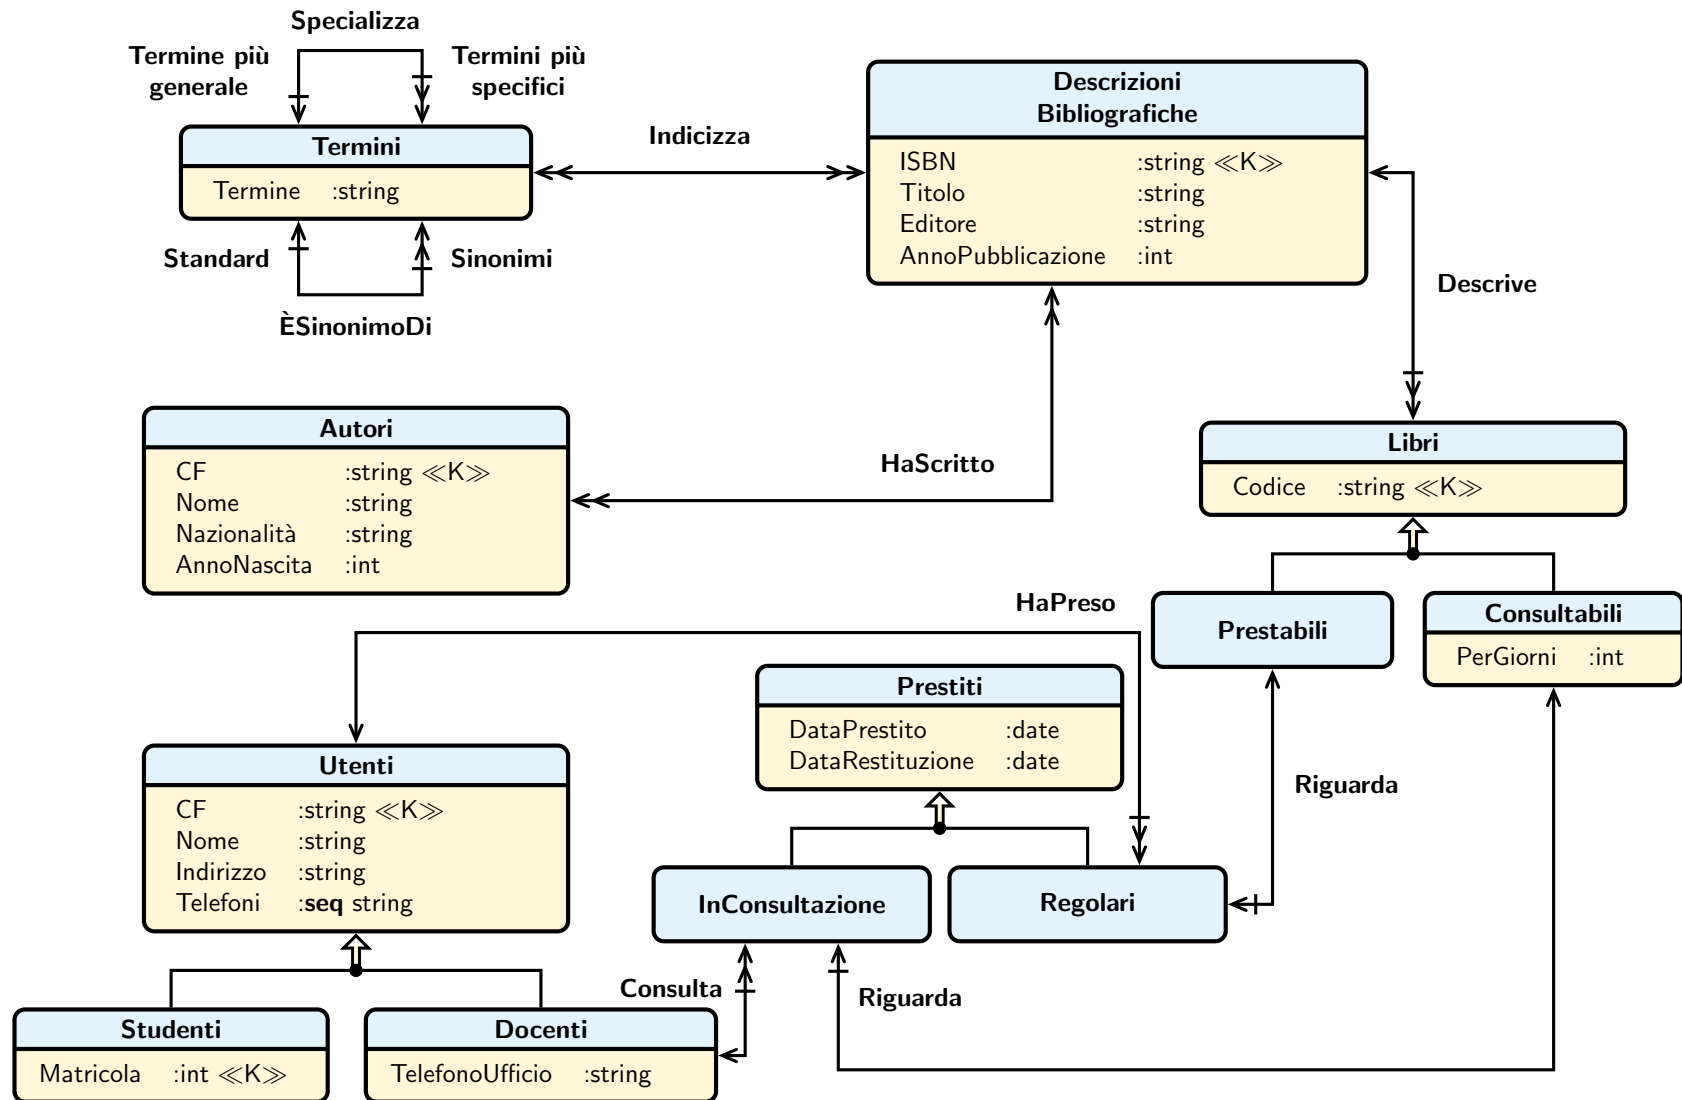 Specializza
Termine più
generale
Termini più
specifici
Termini
Termine :string
Standard
Sinonimi
ÈSinonimoDi
Indicizza
Descrizioni
Bibliografiche
ISBN :string ≪K≫
Titolo :string
Editore :string
AnnoPubblicazione :int
Descrive
Autori
CF :string ≪K≫
Nome :string
Nazionalità :string
AnnoNascita :int
HaScritto
Libri
Codice :string ≪K≫
HaPreso
Prestabili
Consultabili
PerGiorni :int
Prestiti
DataPrestito :date
DataRestituzione :date
Utenti
CF :string ≪K≫
Nome :string
Indirizzo :string
Telefoni :seq string
Riguarda
InConsultazione
Regolari
Consulta
Riguarda
Studenti
Matricola :int ≪K≫
Docenti
TelefonoUfficio :string